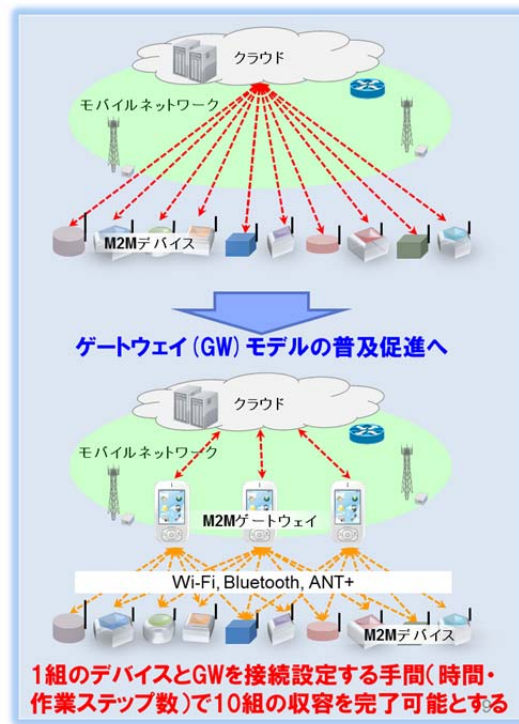 クラウド
モバイルネットワーク
M2Mデバイス
ゲートウェイ(GW)モデルの普及促進へ
クラウド
モバイルネットワーク
M2Mゲートウェイ
Wi-Fi, Bluetooth, ANT+
M2Mデバイス
1組のデバイスとGWを接続設定する手間(時間・
作業ステップ数)で10組の収容を完了可能とする
9